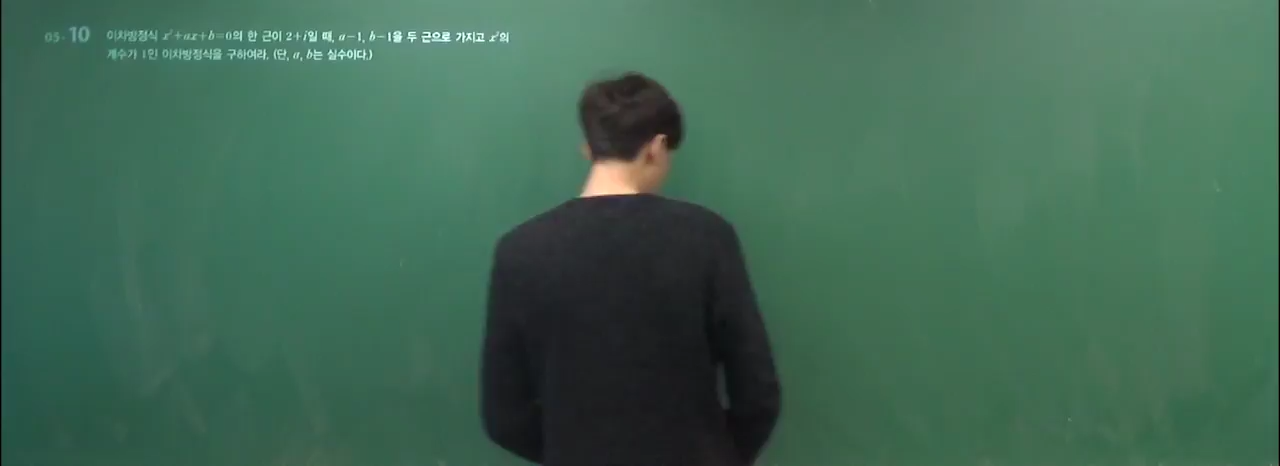 05-10 이차방정식 x²+ax+b=0의 한 근이 2+i일 때, a-1, b-1을 두 근으로 가지고 x²의
계수가 1인 이차방정식을 구하여라. (단, a, b는 실수이다.)